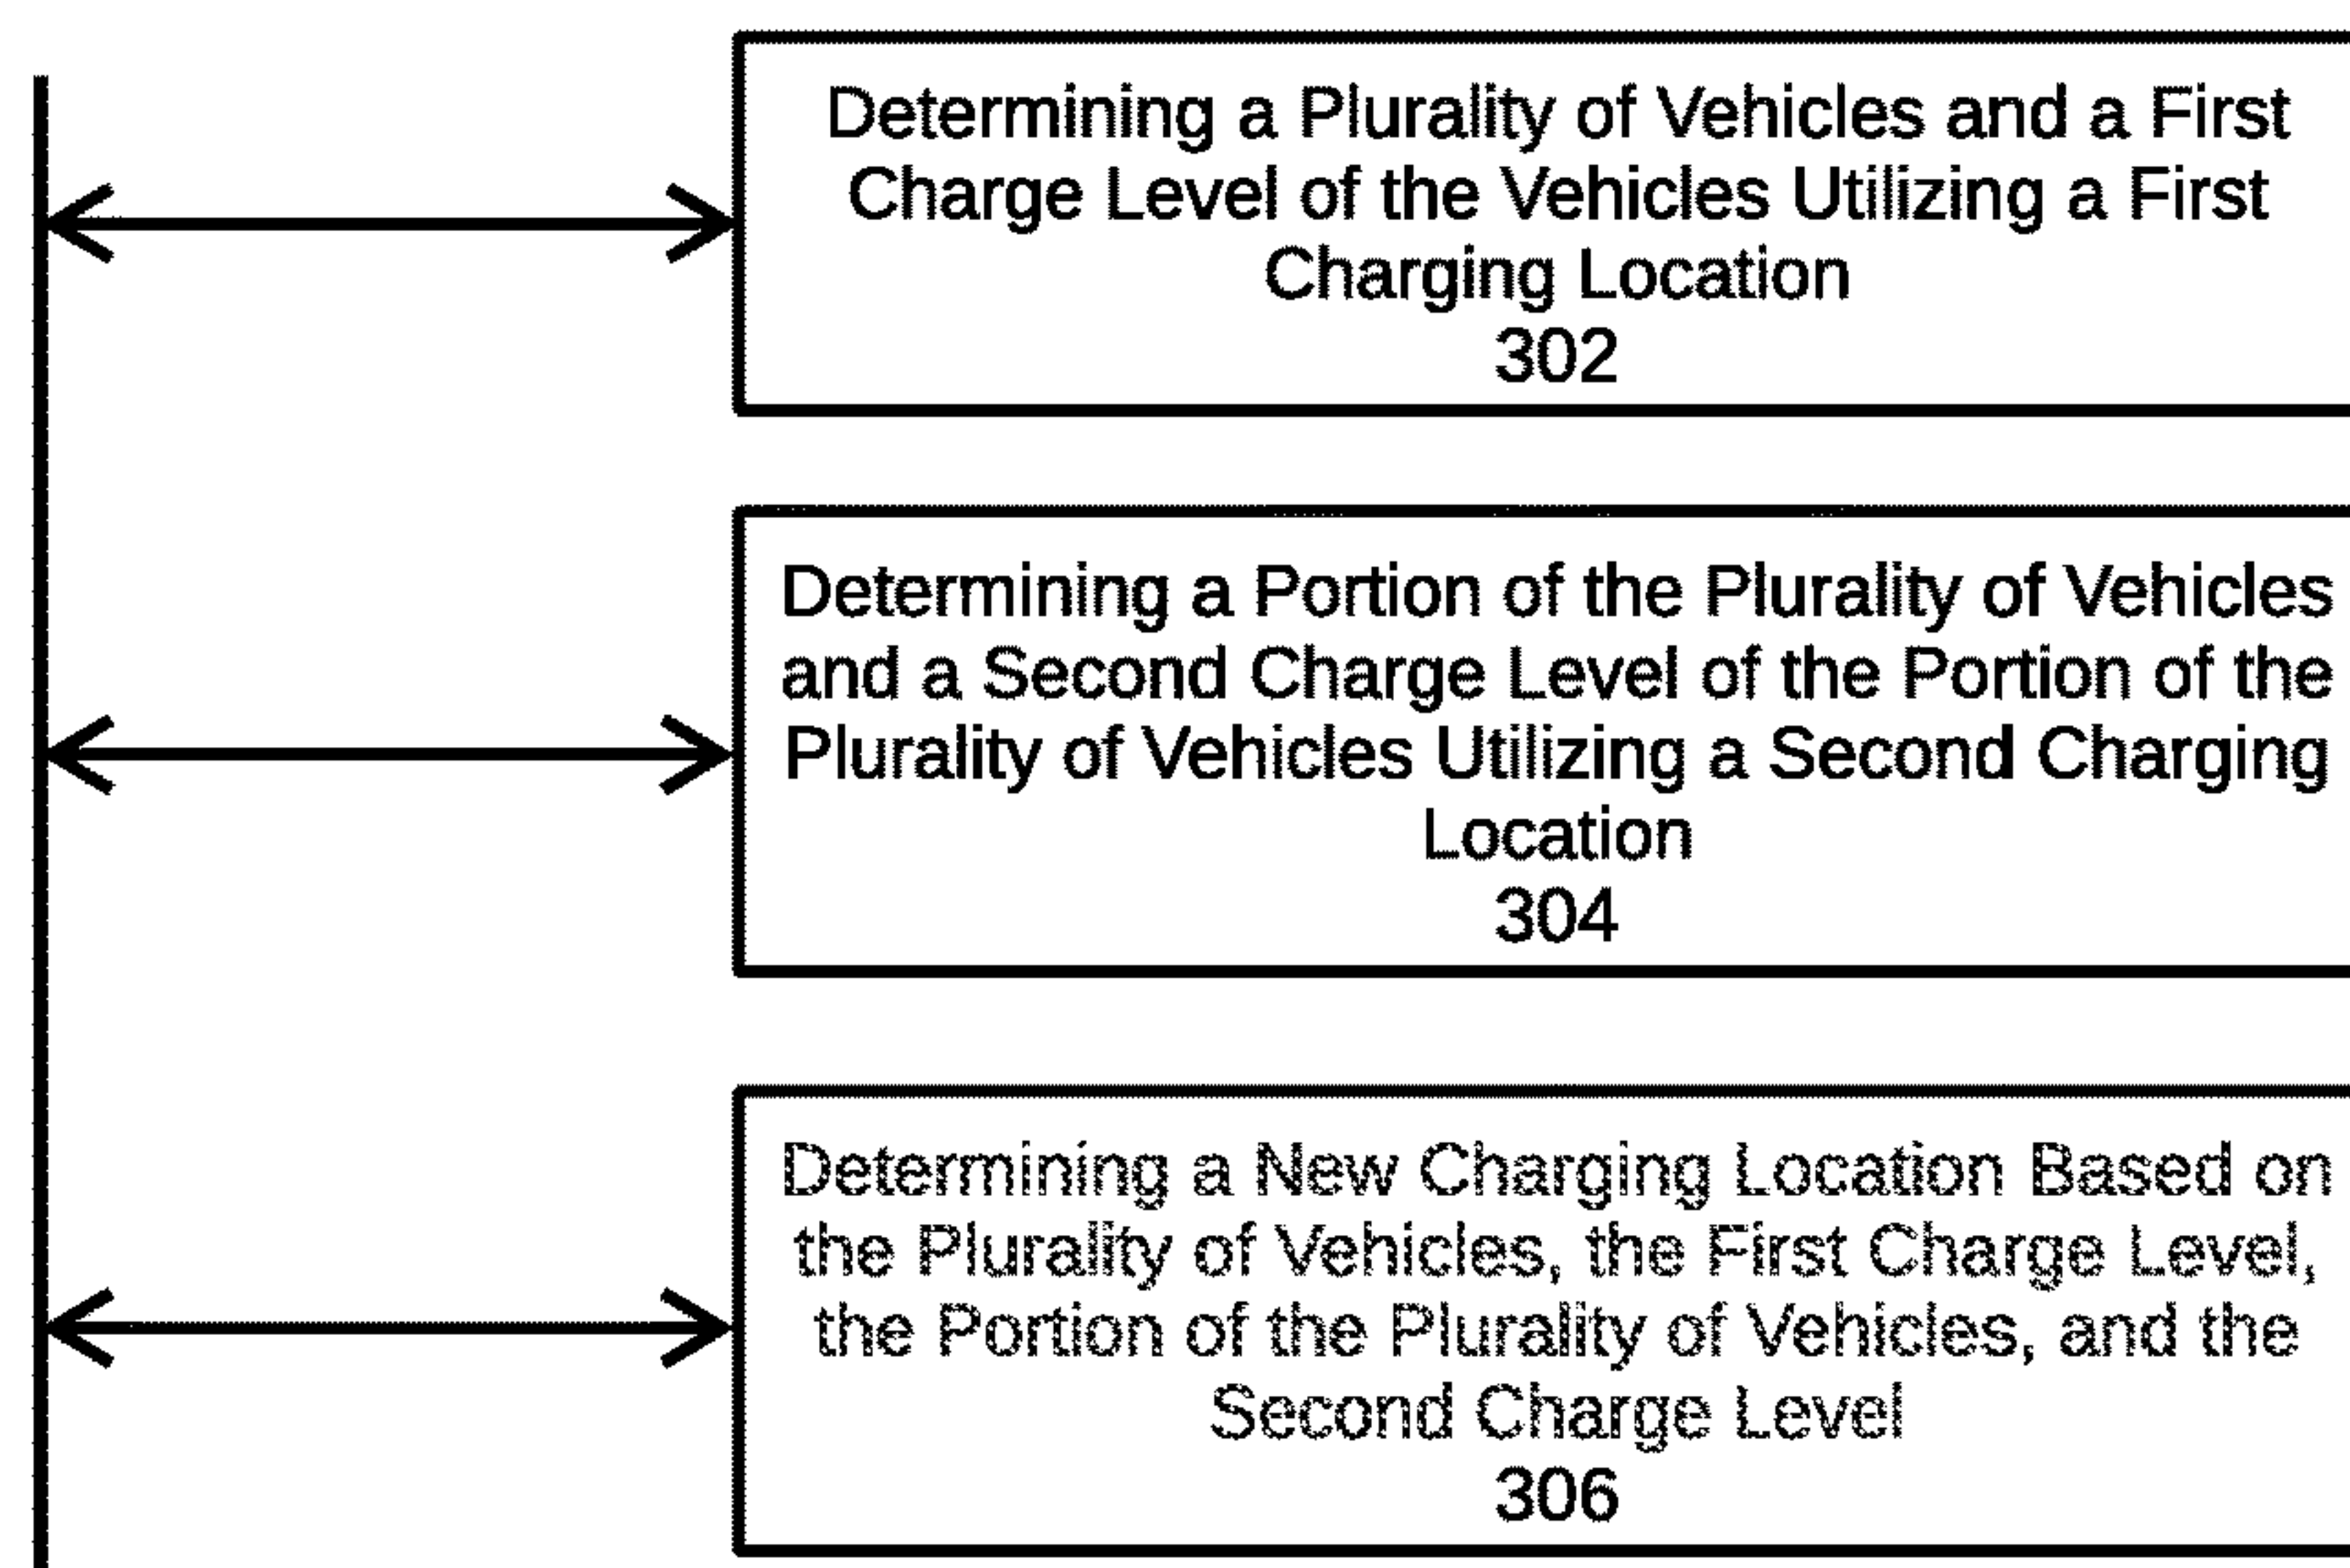 Determining a Plurality of Vehicles and a First
Charge Level of the Vehicles Utilizing a First
Charging Location
302
Determining a Portion of the Plurality of Vehicles
and a Second Charge Level of the Portion of the
Plurality of Vehicles Utilizing a Second Charging
Location
304
Determining a New Charging Location Based on
the Plurality of Vehicles, the First Charge Level,
the Portion of the Plurality of Vehicles, and the
Second Charge Level
306